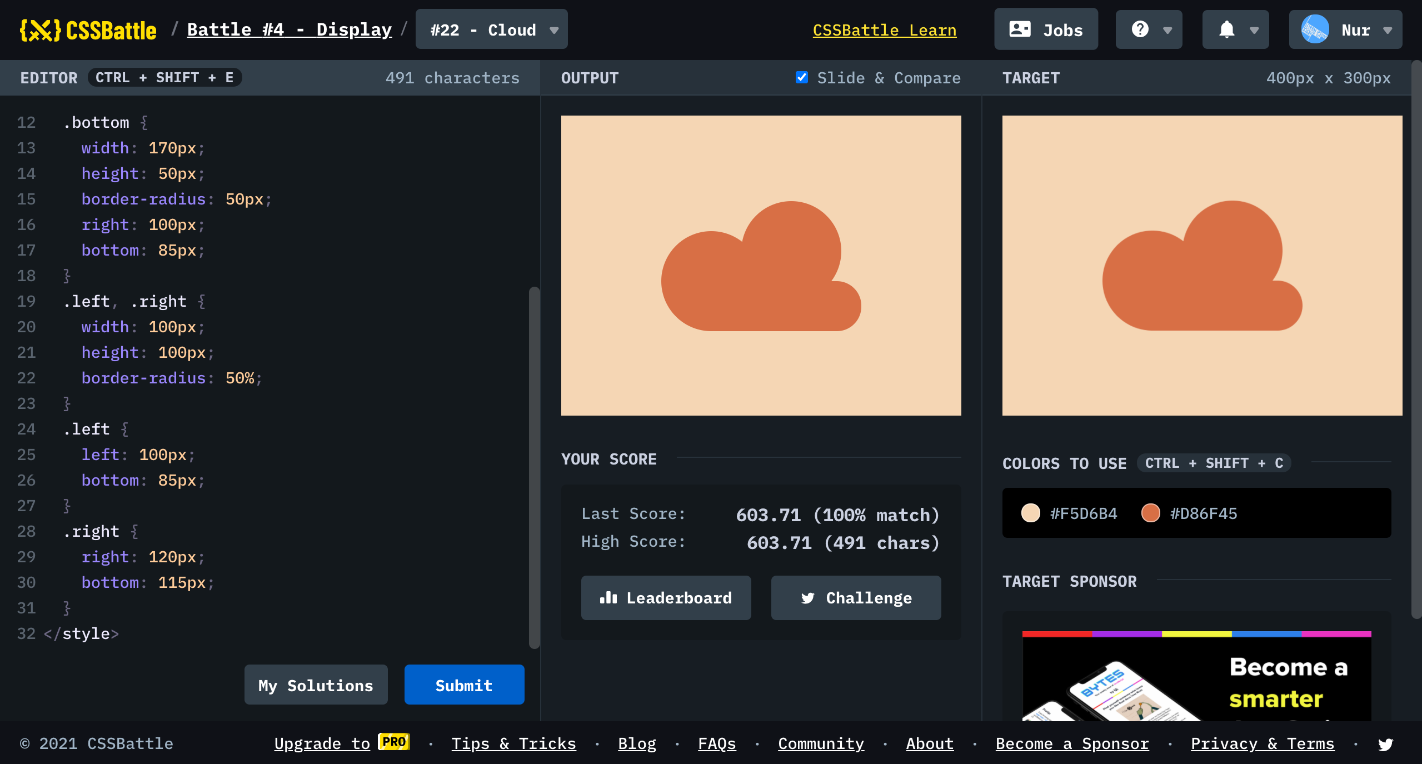 {X} CSSBattle / Battle #4 - Display / #22 - Cloud
CSSBattle Learn
Jobs
Nur
EDITOR CTRL + SHIFT + E 491 characters
12 .bottom {
13 width: 170px;
14 height: 50px;
15 border-radius: 50px;
16 right: 100px;
17 bottom: 85px;
18 }
19 .left, .right {
20 width: 100px;
21 height: 100px;
22 border-radius: 50%;
23 }
24 .left {
25 left: 100px;
26 bottom: 85px;
27 }
28 .right {
29 right: 120px;
30 bottom: 115px;
31 }
32 </style>
My Solutions
Submit
OUTPUT Slide & Compare
YOUR SCORE
Last Score: 603.71 (100% match)
High Score: 603.71 (491 chars)
Leaderboard
Challenge
TARGET 400px x 300px
COLORS TO USE CTRL + SHIFT + C
#F5D6B4 #D86F45
TARGET SPONSOR
BYTES
Become a
smarter
© 2021 CSSBattle
Upgrade to PRO · Tips & Tricks · Blog · FAQs · Community · About · Become a Sponsor · Privacy & Terms ·